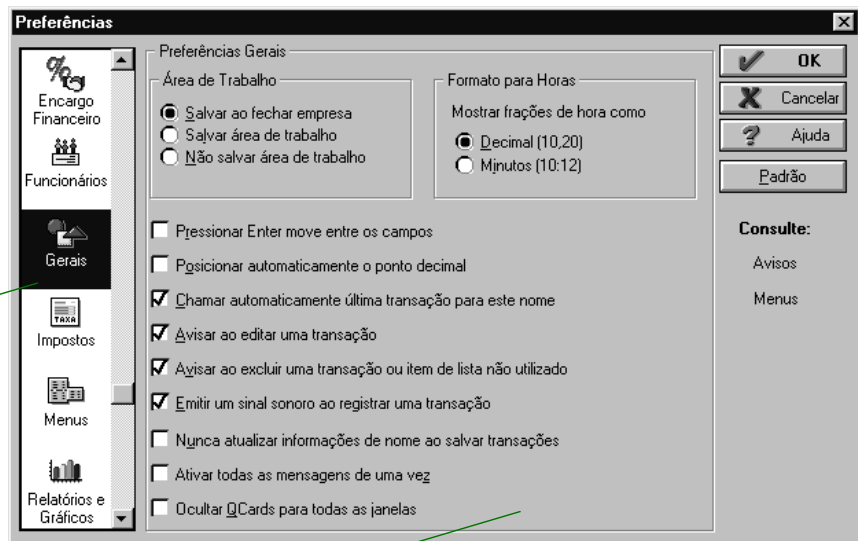 Preferências
Encargo
Financeiro
Funcionários
Gerais
TAXA
Impostos
Menus
Relatórios e
Gráficos
Preferências Gerais
Área de Trabalho
Salvar ao fechar empresa
Salvar área de trabalho
Não salvar área de trabalho
Formato para Horas
Mostrar frações de hora como
Decimal (10,20)
Minutos (10:12)
Pressionar Enter move entre os campos
Posicionar automaticamente o ponto decimal
Chamar automaticamente última transação para este nome
Avisar ao editar uma transação
Avisar ao excluir uma transação ou item de lista não utilizado
Emitir um sinal sonoro ao registrar uma transação
Nunca atualizar informações de nome ao salvar transações
Ativar todas as mensagens de uma vez
Ocultar QCards para todas as janelas
OK
Cancelar
Ajuda
Padrão
Consulte:
Avisos
Menus